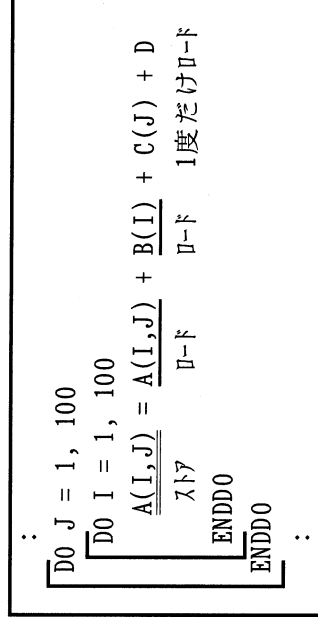 :
DO J = 1, 100
DO I = 1, 100
A(I,J) = A(I,J) + B(I) + C(J) + D
ストア ロード ロード 1度だけロード
ENDDO
ENDDO
: